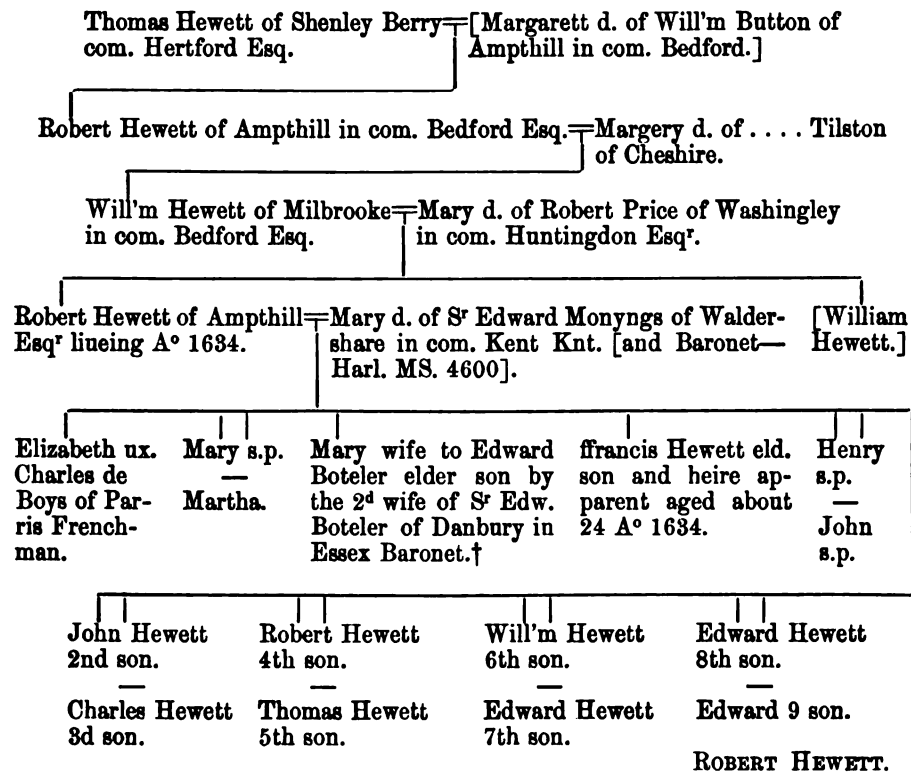 Thomas Hewett of Shenley Berry=[Margarett d. of Will'm Button of
com. Hertford Esq. Ampthill in com. Bedford.]
Robert Hewett of Ampthill in com. Bedford Esq.=Margery d. of .... Tilston
of Cheshire.
Will'm Hewett of Milbrooke=Mary d. of Robert Price of Washingley
in com. Bedford Esq. in com. Huntingdon Esqʳ.
Robert Hewett of Ampthill=Mary d. of Sʳ Edward Monyngs of Walder- [William
Esqʳ liueing Aº 1634. share in com. Kent Knt. [and Baronet— Hewett.]
Harl. MS. 4600].
Elizabeth ux.
Charles de
Boys of Par-
ris French-
man.
Mary s.p.
—
Martha.
Mary wife to Edward
Boteler elder son by
the 2ᵈ wife of Sʳ Edw.
Boteler of Danbury in
Essex Baronet.†
ffrancis Hewett eld.
son and heire ap-
parent aged about
24 Aº 1634.
Henry
s.p.
—
John
s.p.
John Hewett
2nd son.
—
Charles Hewett
3d son.
Robert Hewett
4th son.
—
Thomas Hewett
5th son.
Will'm Hewett
6th son.
—
Edward Hewett
7th son.
Edward Hewett
8th son.
—
Edward 9 son.
ROBERT HEWETT.